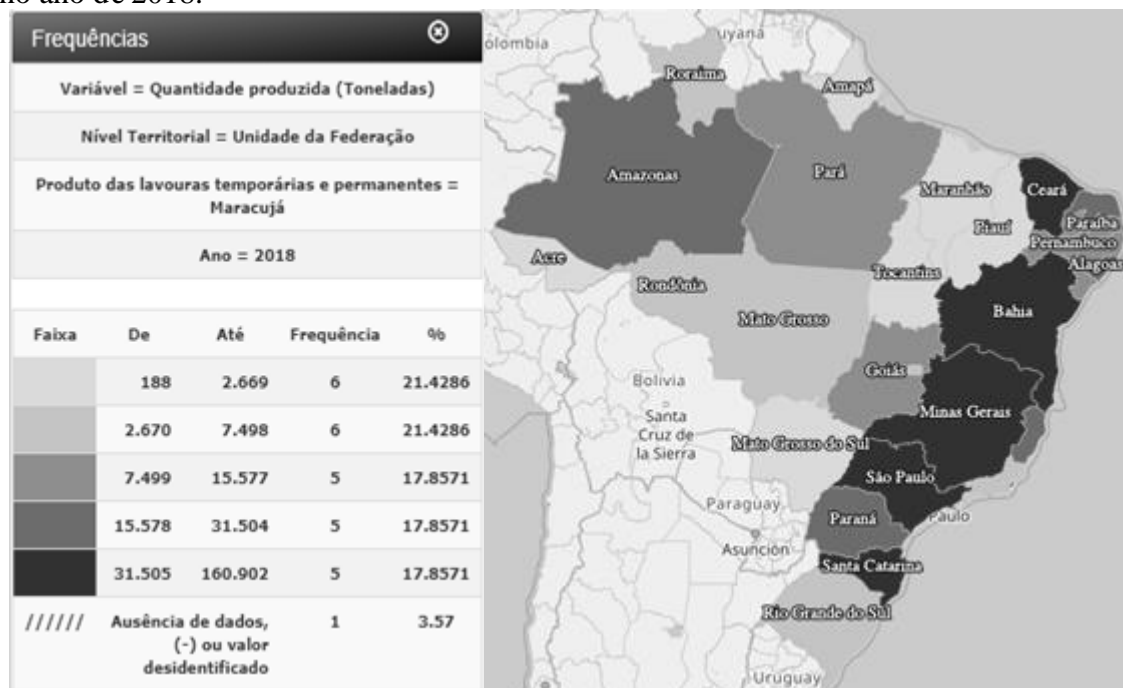 no ano de 2018.
Frequências
Variável = Quantidade produzida (Toneladas)
Nível Territorial = Unidade da Federação
Produto das lavouras temporárias e permanentes =
Maracujá
Ano = 2018
Faixa De Até Frequência %
188 2.669 6 21.4286
2.670 7.498 6 21.4286
7.499 15.577 5 17.8571
15.578 31.504 5 17.8571
31.505 160.902 5 17.8571
////// Ausência de dados, 1 3.57
(-) ou valor
desidentificado
olombia
uyana
Roraima
Amapá
Amazonas
Pará
Maranhão
Ceará
Piauí
Paraíba
Pernambuco
Alagoas
Acre
Rondônia
Tocantins
Mato Grosso
Bahia
Goiás
Bolivia
Santa
Cruz de
la Sierra
Minas Gerais
Mato Grosso do Sul
São Paulo
Paraguay
Paraná
Paulo
Asunción
Santa Catarina
Rio Grande do Sul
Uruguay